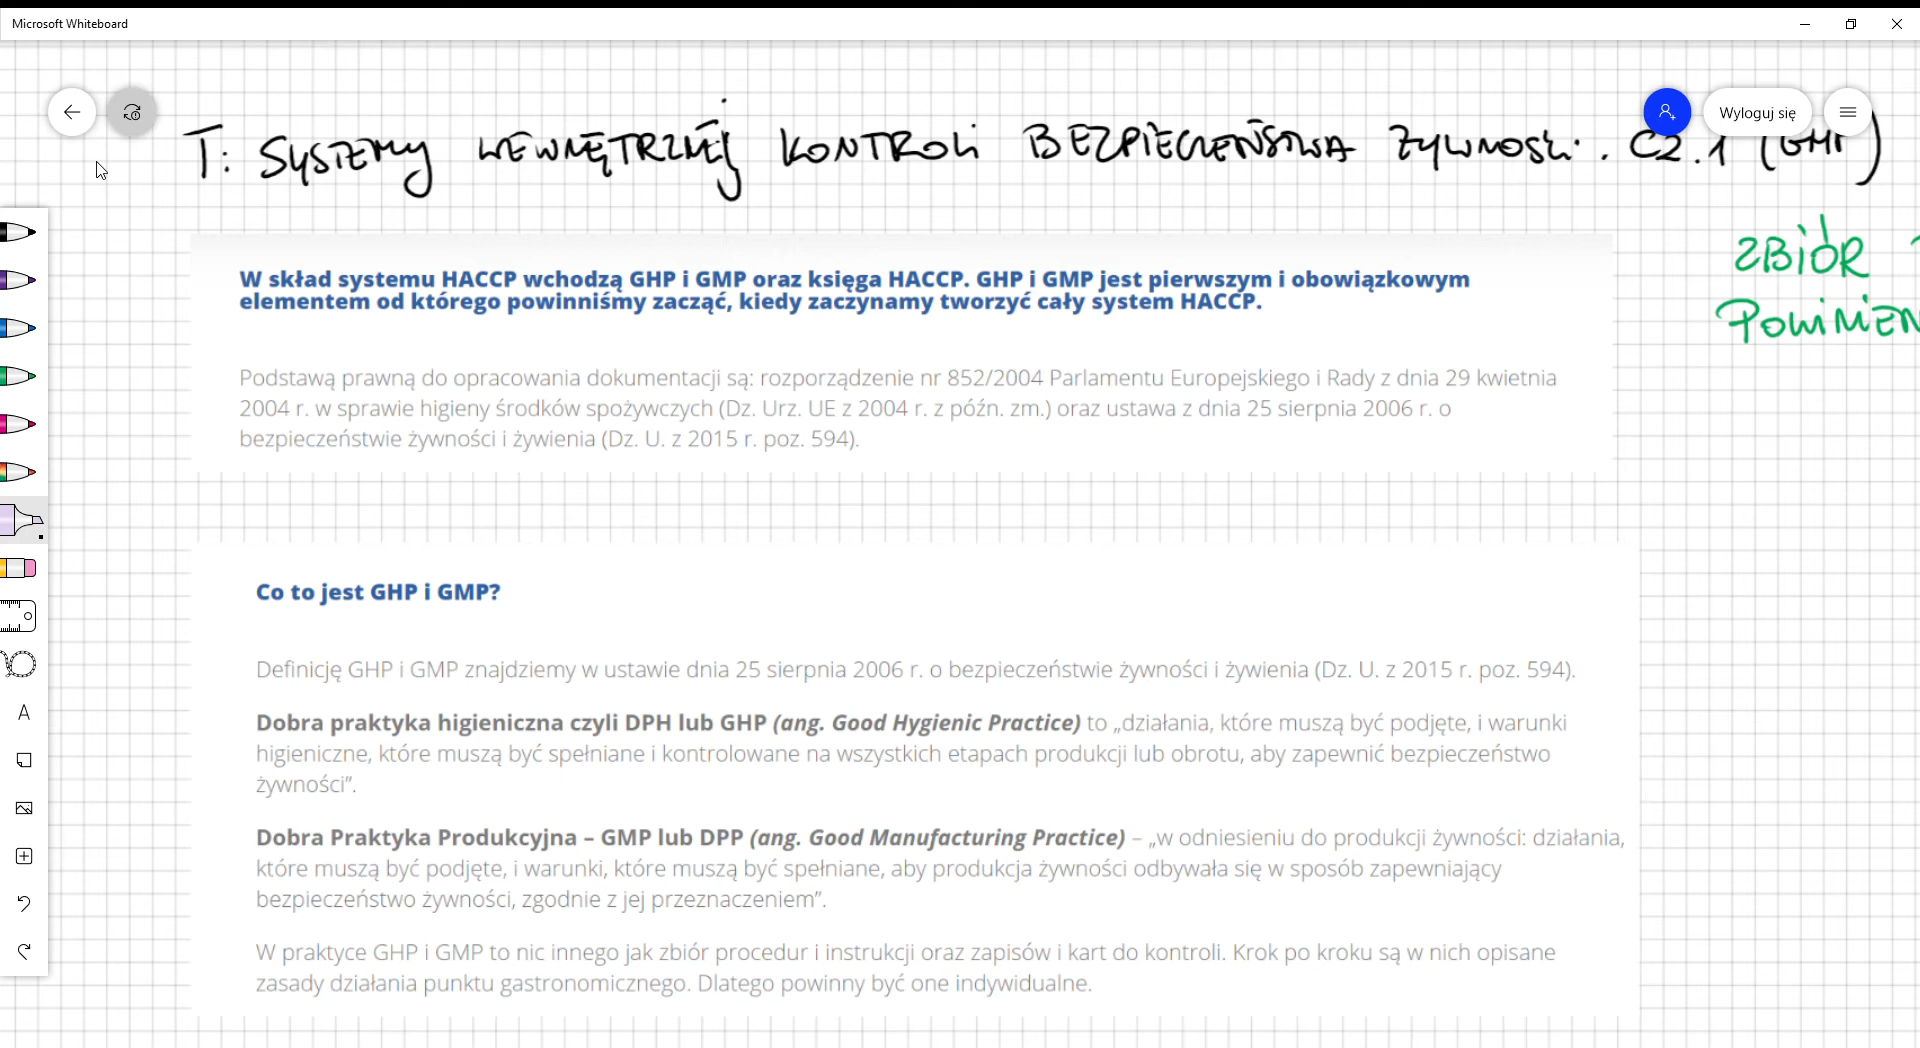 Microsoft Whiteboard
Wyloguj się
T: SYSTEMY WEWNĘTRZNEJ KONTROLI BEZPIECZEŃSTWA ŻYWNOŚCI. CZ.1 (GHP)
ZBIÓR
POWINIEN
W skład systemu HACCP wchodzą GHP i GMP oraz księga HACCP. GHP i GMP jest pierwszym i obowiązkowym
elementem od którego powinniśmy zacząć, kiedy zaczynamy tworzyć cały system HACCP.
Podstawą prawną do opracowania dokumentacji są: rozporządzenie nr 852/2004 Parlamentu Europejskiego i Rady z dnia 29 kwietnia
2004 r. w sprawie higieny środków spożywczych (Dz. Urz. UE z 2004 r. z późn. zm.) oraz ustawa z dnia 25 sierpnia 2006 r. o
bezpieczeństwie żywności i żywienia (Dz. U. z 2015 r. poz. 594).
Co to jest GHP i GMP?
Definicję GHP i GMP znajdziemy w ustawie dnia 25 sierpnia 2006 r. o bezpieczeństwie żywności i żywienia (Dz. U. z 2015 r. poz. 594).
Dobra praktyka higieniczna czyli DPH lub GHP (ang. Good Hygienic Practice) to „działania, które muszą być podjęte, i warunki
higieniczne, które muszą być spełniane i kontrolowane na wszystkich etapach produkcji lub obrotu, aby zapewnić bezpieczeństwo
żywności”.
Dobra Praktyka Produkcyjna – GMP lub DPP (ang. Good Manufacturing Practice) – „w odniesieniu do produkcji żywności: działania,
które muszą być podjęte, i warunki, które muszą być spełniane, aby produkcja żywności odbywała się w sposób zapewniający
bezpieczeństwo żywności, zgodnie z jej przeznaczeniem”.
W praktyce GHP i GMP to nic innego jak zbiór procedur i instrukcji oraz zapisów i kart do kontroli. Krok po kroku są w nich opisane
zasady działania punktu gastronomicznego. Dlatego powinny być one indywidualne.